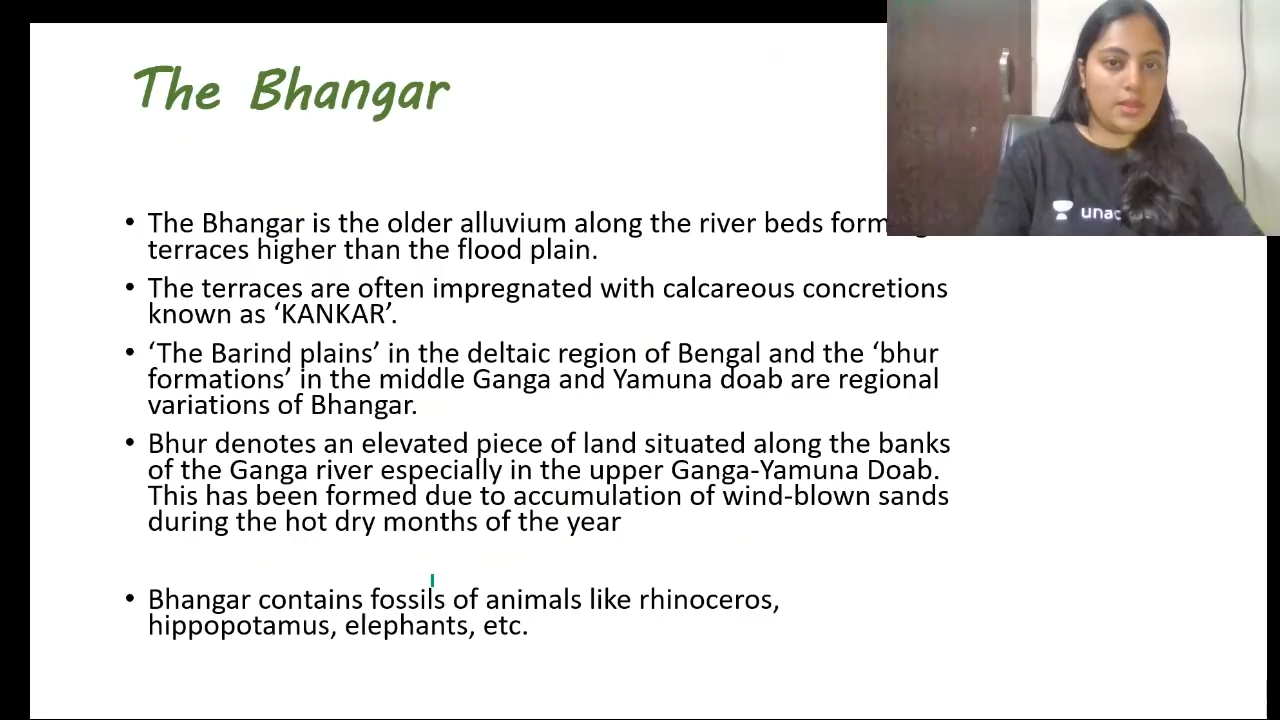 The Bhangar
• The Bhangar is the older alluvium along the river beds
terraces higher than the flood plain.
• The terraces are often impregnated with calcareous concretions
known as ‘KANKAR’.
• ‘The Barind plains’ in the deltaic region of Bengal and the ‘bhur
formations’ in the middle Ganga and Yamuna doab are regional
variations of Bhangar.
• Bhur denotes an elevated piece of land situated along the banks
of the Ganga river especially in the upper Ganga-Yamuna Doab.
This has been formed due to accumulation of wind-blown sands
during the hot dry months of the year
• Bhangar contains fossils of animals like rhinoceros,
hippopotamus, elephants, etc.